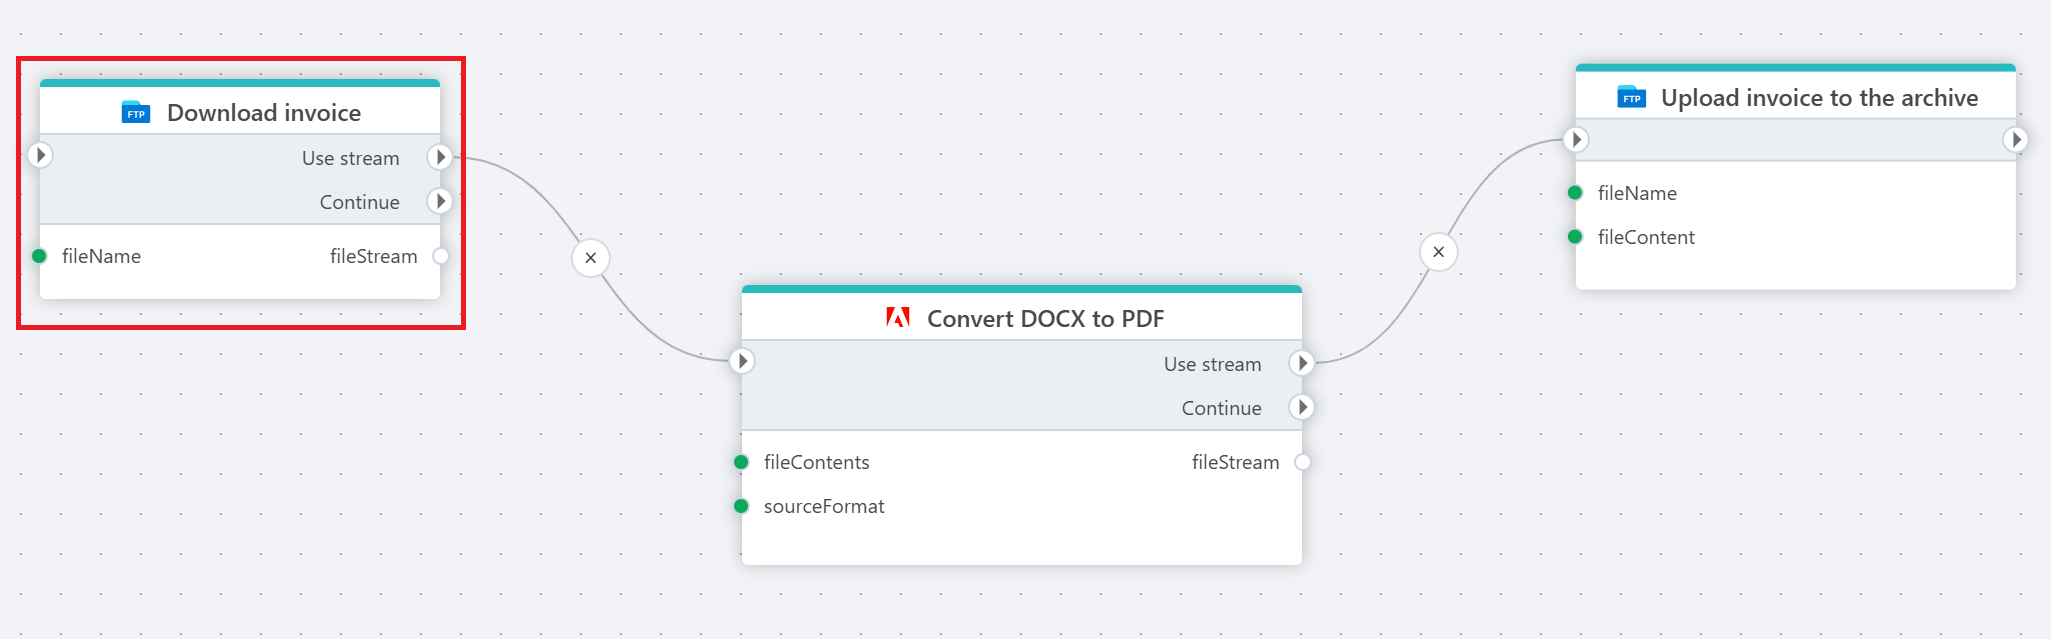 FTP Download invoice
Use stream
Continue
fileName fileStream
Convert DOCX to PDF
Use stream
Continue
fileContents fileStream
sourceFormat
FTP Upload invoice to the archive
fileName
fileContent